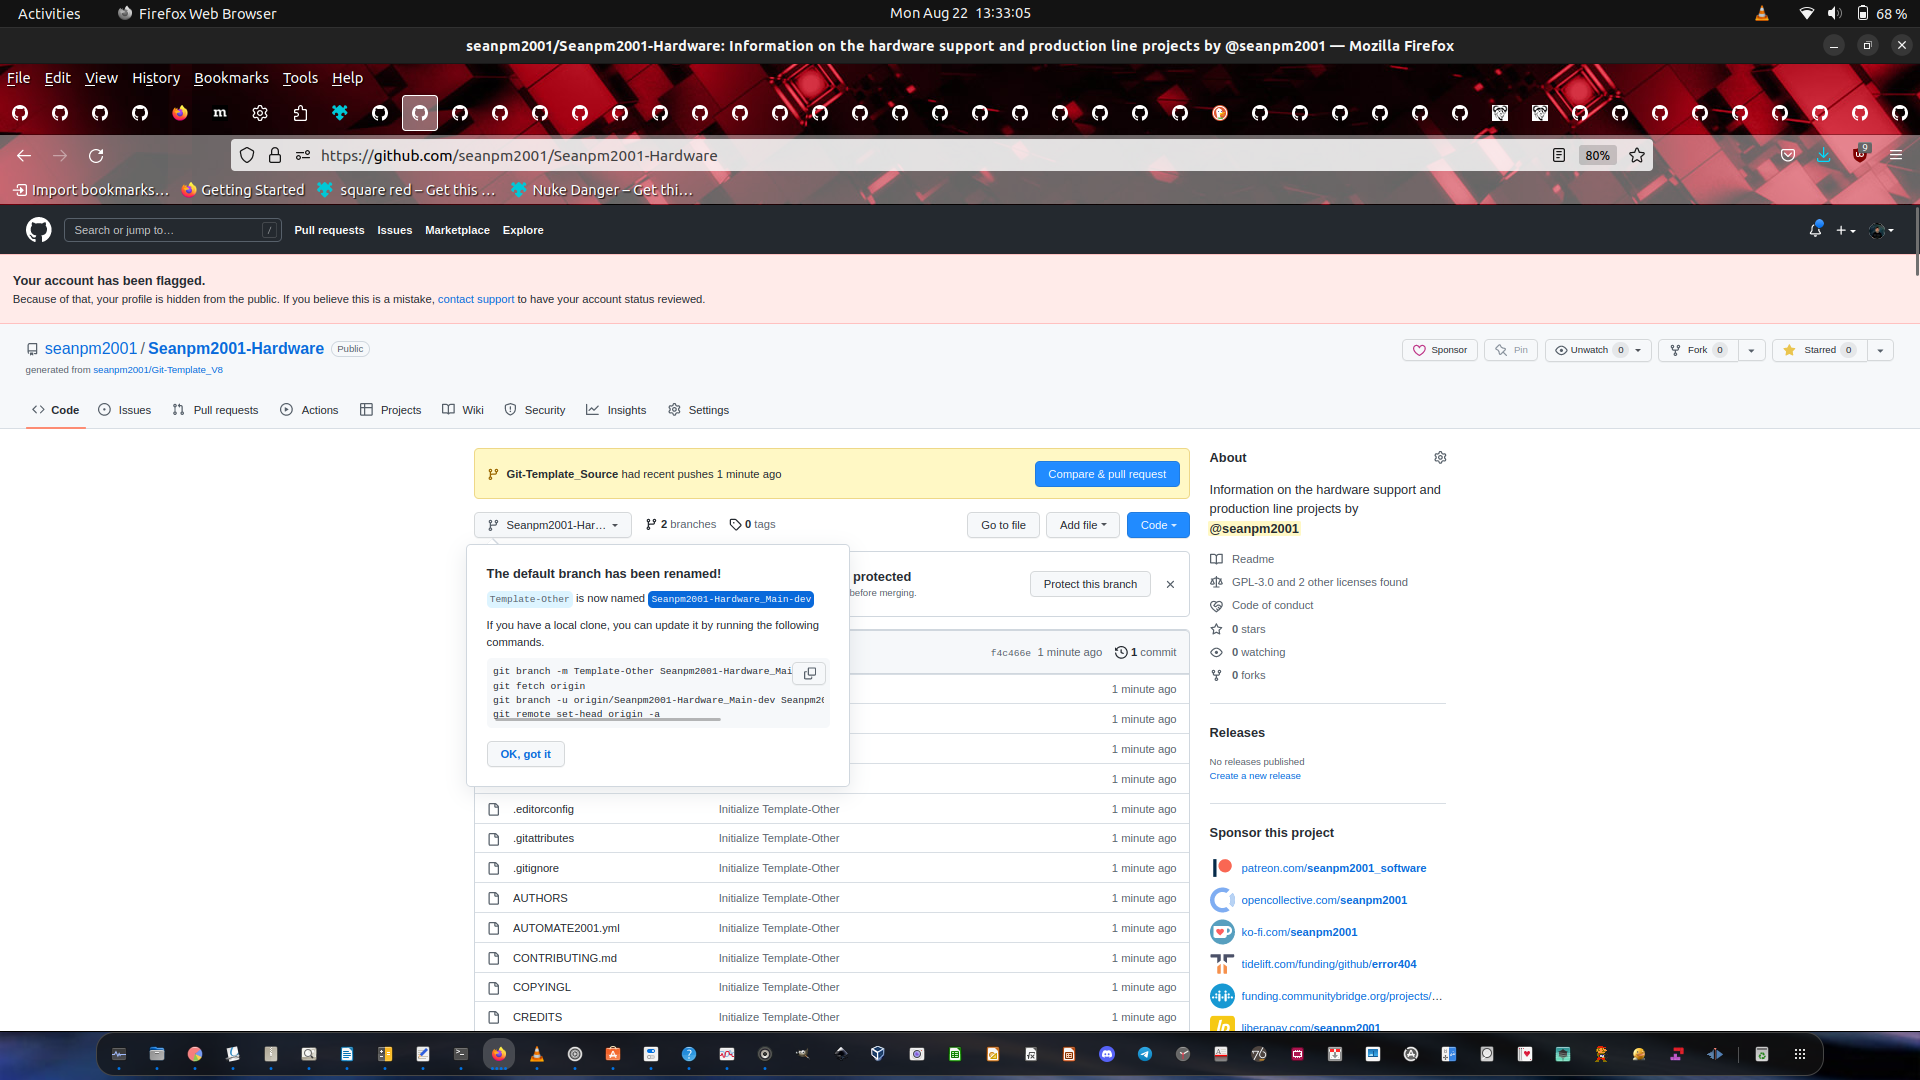 Activities Firefox Web Browser Mon Aug 22 13:33:05 68 %
seanpm2001/Seanpm2001-Hardware: Information on the hardware support and production line projects by @seanpm2001 — Mozilla Firefox
File Edit View History Bookmarks Tools Help
m
https://github.com/seanpm2001/Seanpm2001-Hardware 80% 9
Import bookmarks… Getting Started square red – Get this … Nuke Danger – Get thi…
Search or jump to… / Pull requests Issues Marketplace Explore
Your account has been flagged.
Because of that, your profile is hidden from the public. If you believe this is a mistake, contact support to have your account status reviewed.
seanpm2001 / Seanpm2001-Hardware Public
Sponsor Pin Unwatch 0 Fork 0 Starred 0
generated from seanpm2001/Git-Template_V8
Code Issues Pull requests Actions Projects Wiki Security Insights Settings
Git-Template_Source had recent pushes 1 minute ago Compare & pull request
Seanpm2001-Har… 2 branches 0 tags Go to file Add file Code
The default branch has been renamed!
Template-Other is now named Seanpm2001-Hardware_Main-dev
If you have a local clone, you can update it by running the following
commands.
git branch -m Template-Other Seanpm2001-Hardware_Mai
git fetch origin
git branch -u origin/Seanpm2001-Hardware_Main-dev Seanpm20
git remote set-head origin -a
OK, got it
protected
before merging.
Protect this branch
f4c466e 1 minute ago 1 commit
1 minute ago
1 minute ago
1 minute ago
1 minute ago
.editorconfig Initialize Template-Other 1 minute ago
.gitattributes Initialize Template-Other 1 minute ago
.gitignore Initialize Template-Other 1 minute ago
AUTHORS Initialize Template-Other 1 minute ago
AUTOMATE2001.yml Initialize Template-Other 1 minute ago
CONTRIBUTING.md Initialize Template-Other 1 minute ago
COPYINGL Initialize Template-Other 1 minute ago
CREDITS Initialize Template-Other 1 minute ago
About
Information on the hardware support and
production line projects by
@seanpm2001
Readme
GPL-3.0 and 2 other licenses found
Code of conduct
0 stars
0 watching
0 forks
Releases
No releases published
Create a new release
Sponsor this project
patreon.com/seanpm2001_software
opencollective.com/seanpm2001
ko-fi.com/seanpm2001
tidelift.com/funding/github/error404
funding.communitybridge.org/projects/…
liberapay.com/seanpm2001